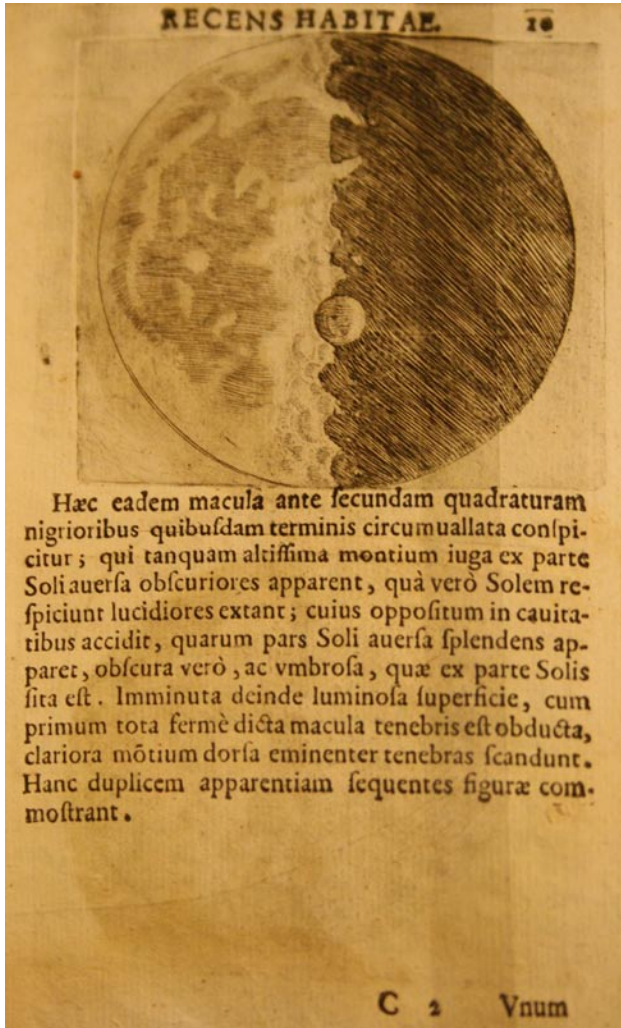 RECENS HABITAE. 10
Hæc eadem macula ante ſecundam quadraturam
nigrioribus quibuſdam terminis circumuallata conſpi-
citur; qui tanquam altiſſima montium iuga ex parte
Soli auerſa obſcuriores apparent, quà verò Solem re-
ſpiciunt lucidiores extant; cuius oppoſitum in cauita-
tibus accidit, quarum pars Soli auerſa ſplendens ap-
paret, obſcura verò, ac vmbroſa, quæ ex parte Solis
ſita eſt. Imminuta deinde luminoſa ſuperficie, cum
primum tota fermè dicta macula tenebris eſt obducta,
clariora mõtium dorſa eminenter tenebras ſcandunt.
Hanc duplicem apparentiam ſequentes figuræ com-
moſtrant.
C 2 Vnum